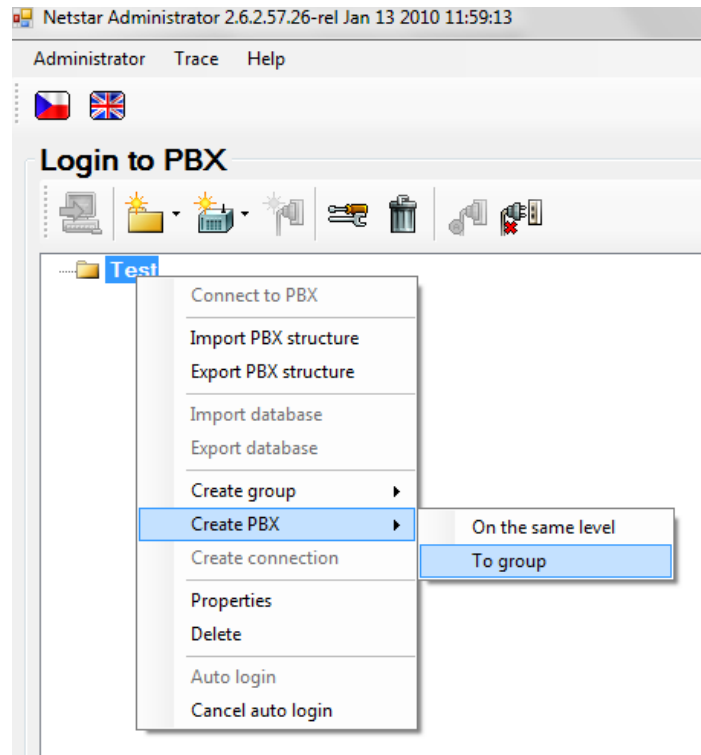 Netstar Administrator 2.6.2.57.26-rel Jan 13 2010 11:59:13
Administrator Trace Help
Login to PBX
Test
Connect to PBX
Import PBX structure
Export PBX structure
Import database
Export database
Create group
Create PBX
On the same level
Create connection
To group
Properties
Delete
Auto login
Cancel auto login